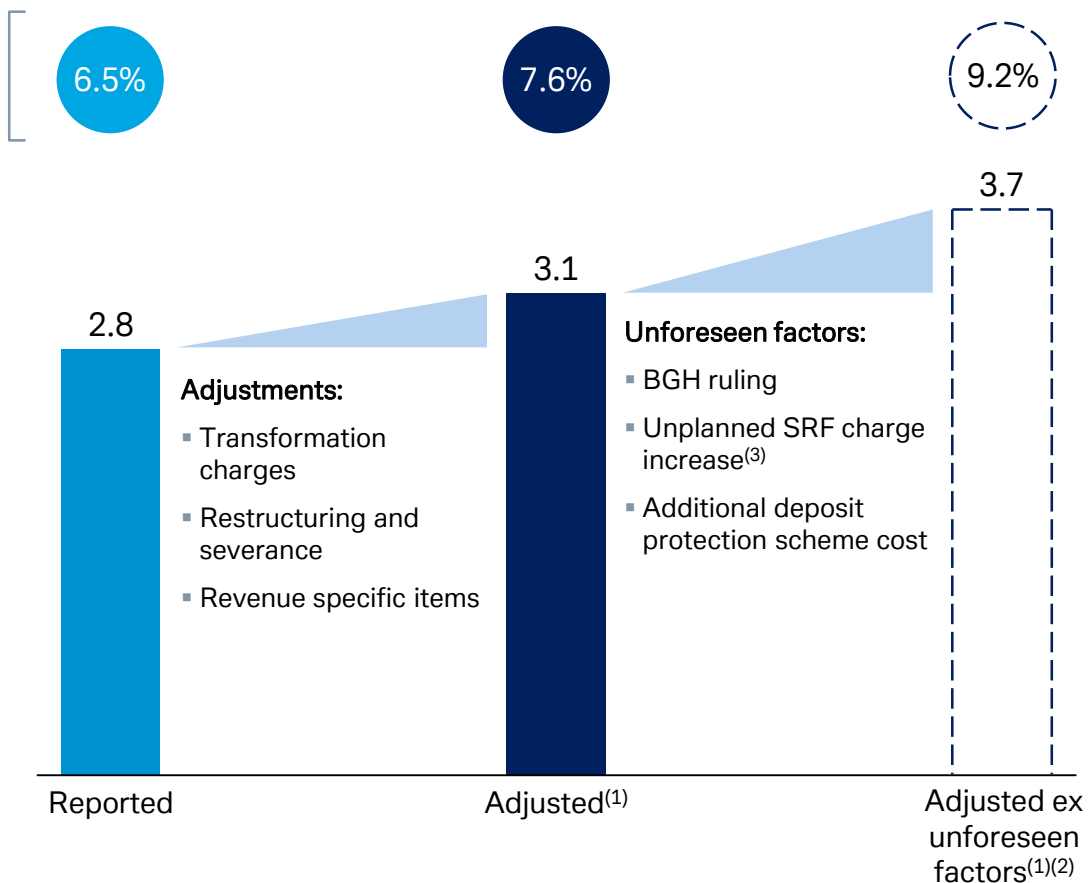 6.5%
7.6%
9.2%
3.7
3.1
2.8
Adjustments:
▪ Transformation
charges
▪ Restructuring and
severance
▪ Revenue specific items
Unforeseen factors:
▪ BGH ruling
▪ Unplanned SRF charge
increase(3)
▪ Additional deposit
protection scheme cost
Reported
Adjusted(1)
Adjusted ex
unforeseen
factors(1)(2)